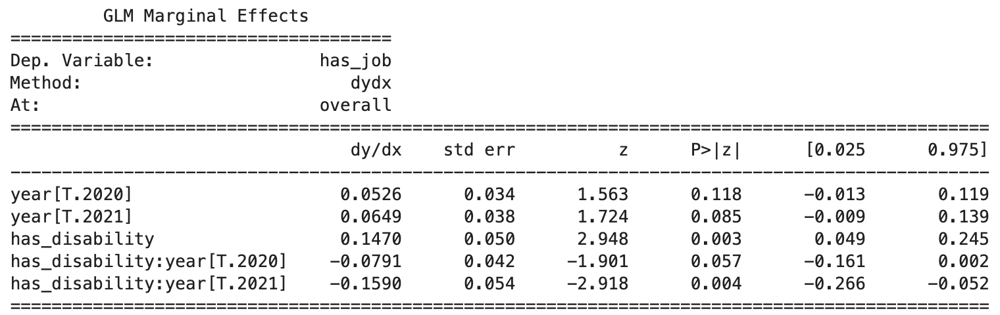 GLM Marginal Effects
=====================================
Dep. Variable:                has_job
Method:                          dydx
At:                           overall
===============================================================================================
                                 dy/dx    std err          z      P>|z|      [0.025      0.975]
-----------------------------------------------------------------------------------------------
year[T.2020]                    0.0526      0.034      1.563      0.118      −0.013       0.119
year[T.2021]                    0.0649      0.038      1.724      0.085      −0.009       0.139
has_disability                  0.1470      0.050      2.948      0.003       0.049       0.245
has_disability:year[T.2020]    −0.0791      0.042     −1.901      0.057      −0.161       0.002
has_disability:year[T.2021]    −0.1590      0.054     −2.918      0.004      −0.266      −0.052
===============================================================================================